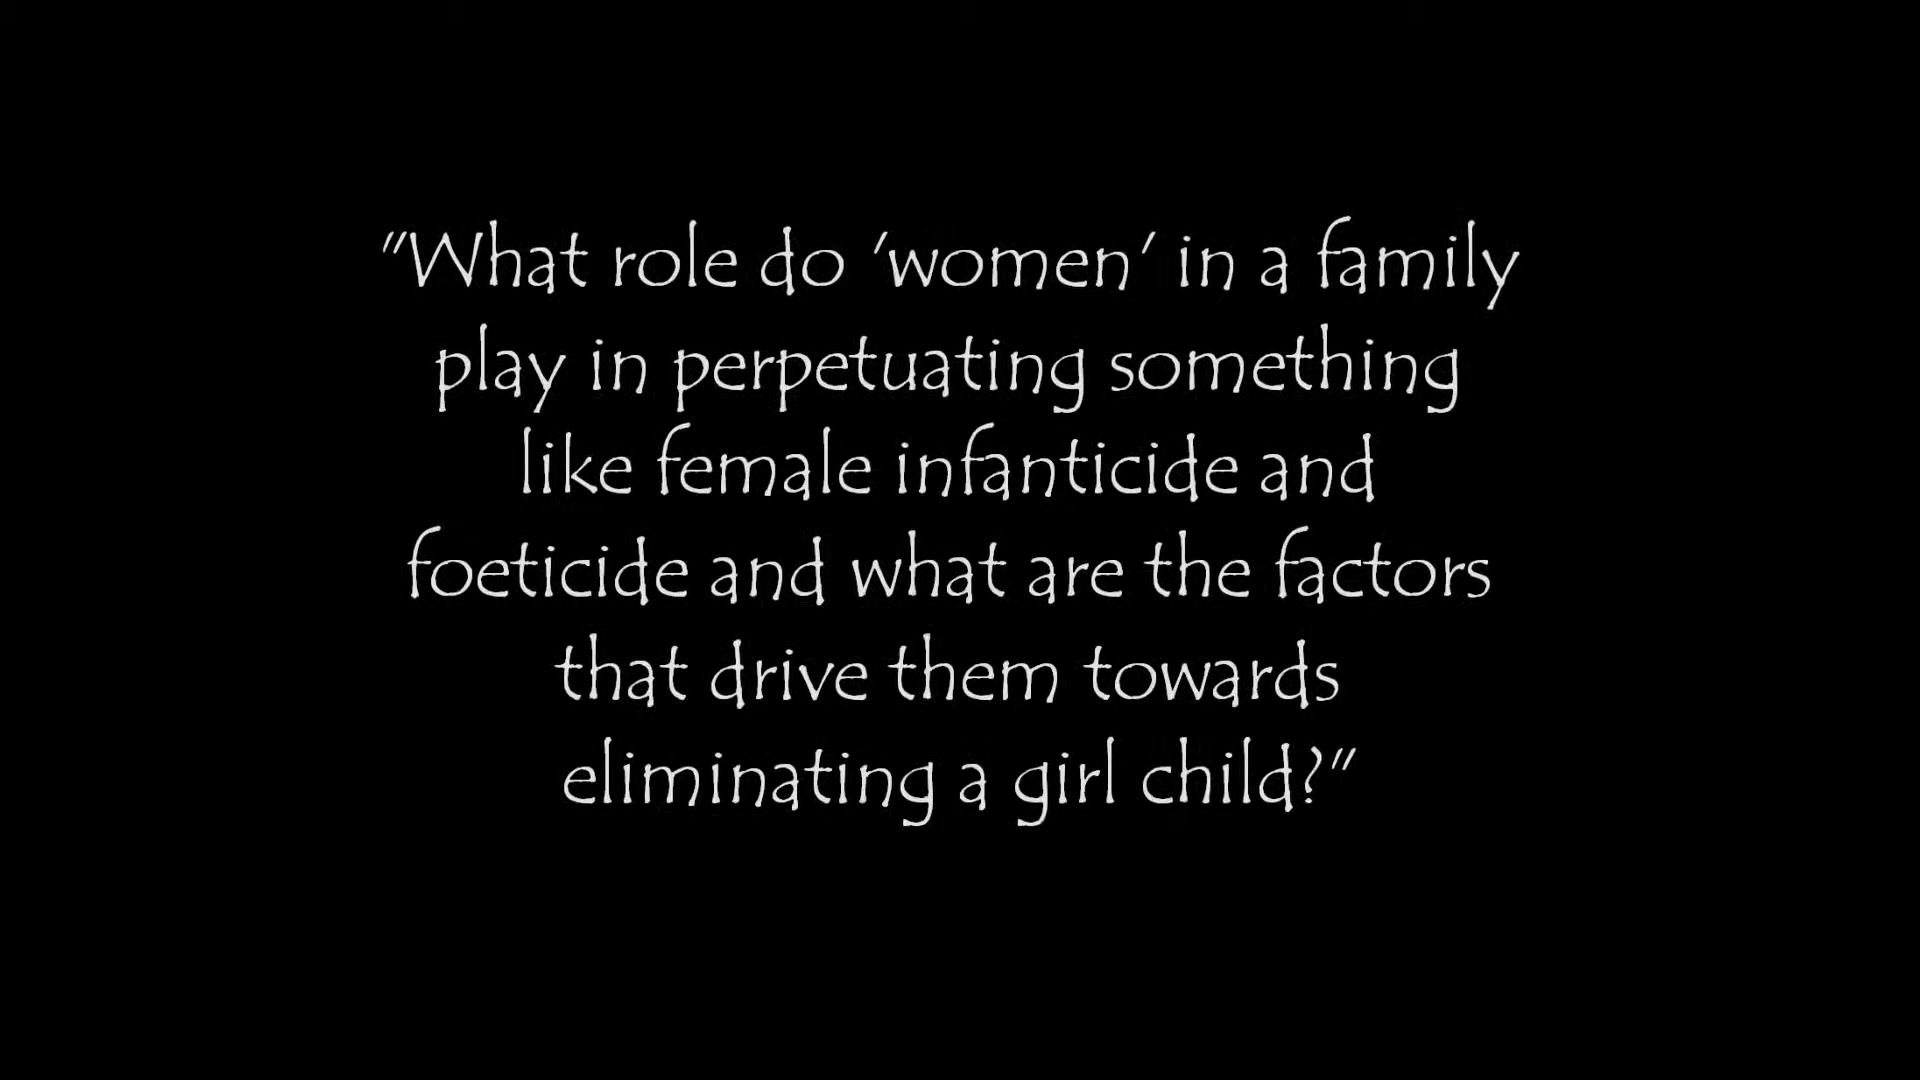 "What role do 'women' in a family
play in perpetuating something
like female infanticide and
foeticide and what are the factors
that drive them towards
eliminating a girl child?"